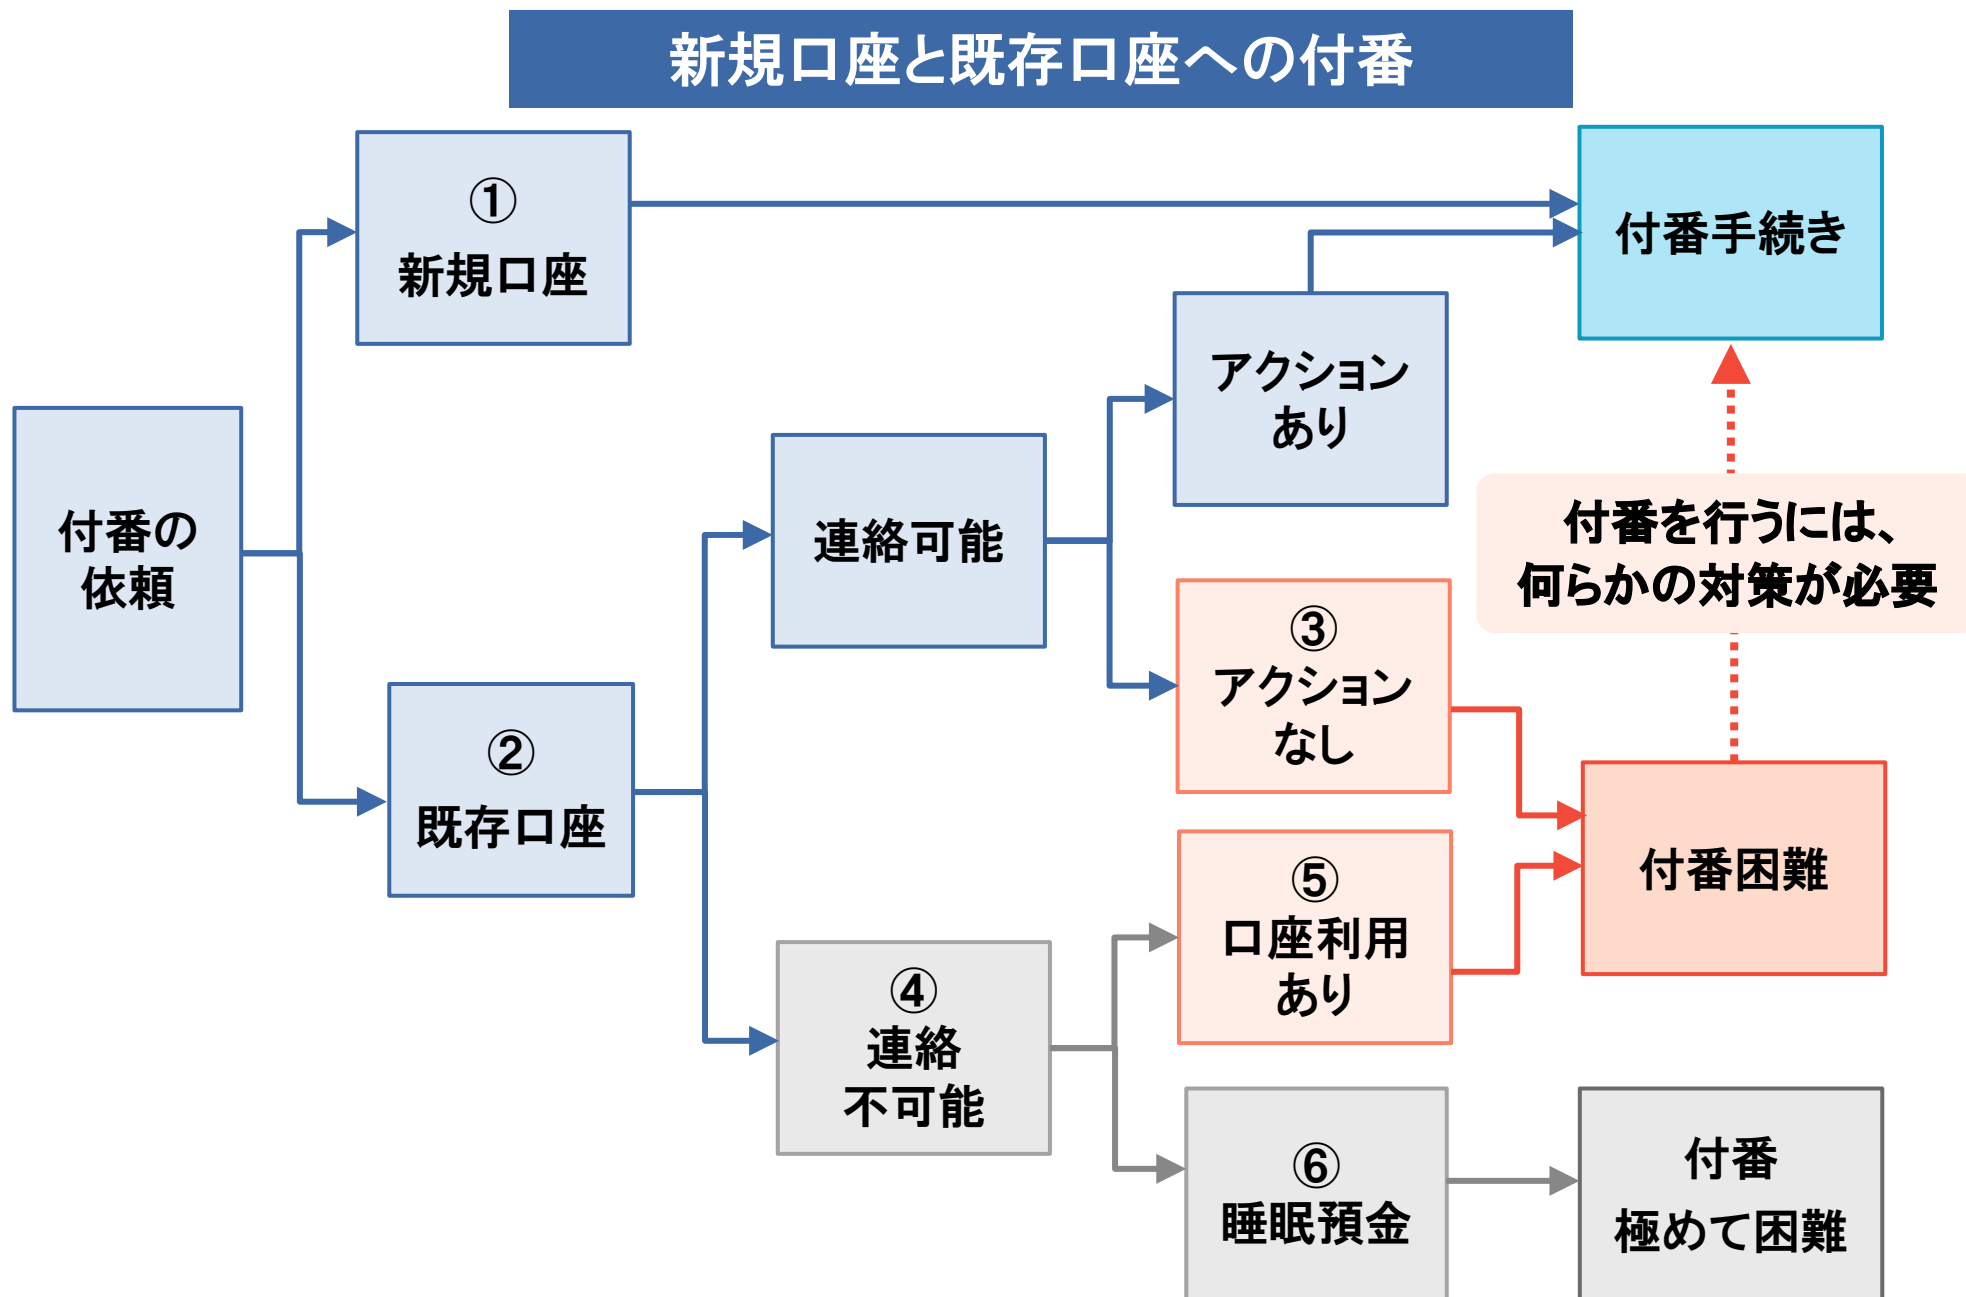 新規口座と既存口座への付番
①
新規口座
付番手続き
アクション
あり
付番の
依頼
連絡可能
付番を行うには、
何らかの対策が必要
③
アクション
なし
②
既存口座
付番困難
⑤
口座利用
あり
④
連絡
不可能
⑥
睡眠預金
付番
極めて困難